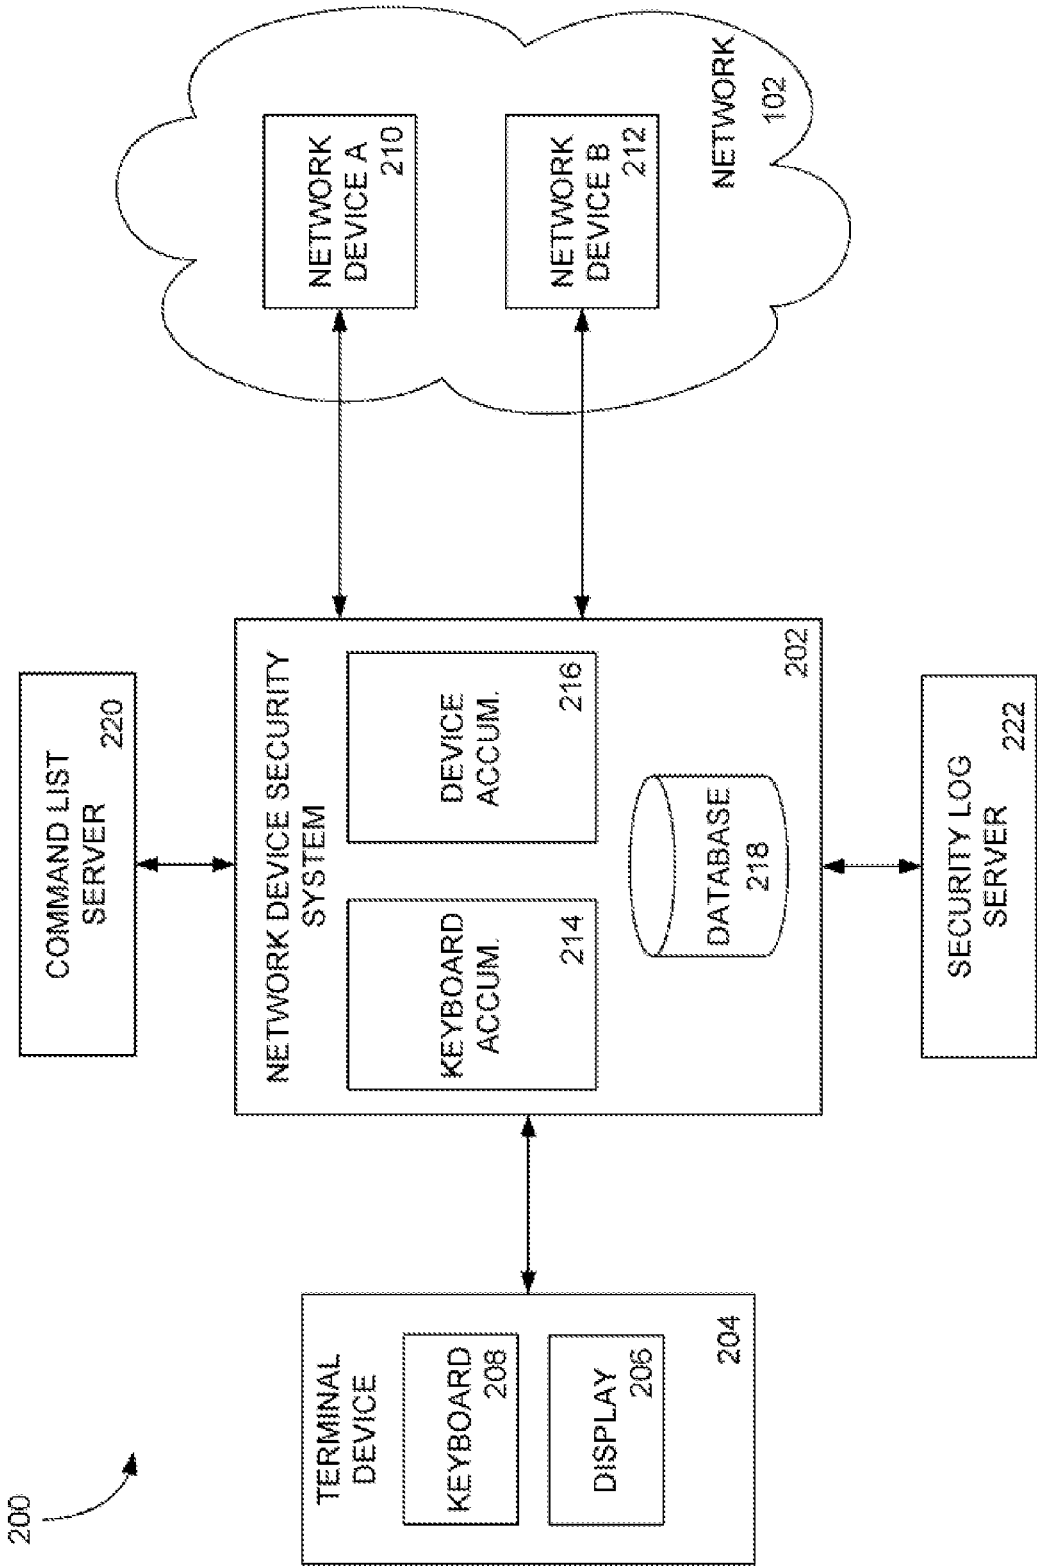 200
TERMINAL
DEVICE
KEYBOARD
208
DISPLAY
206
204
COMMAND LIST
SERVER
220
NETWORK DEVICE SECURITY
SYSTEM
KEYBOARD
ACCUM.
214
DEVICE
ACCUM.
216
DATABASE
218
202
SECURITY LOG
SERVER
222
NETWORK
DEVICE A
210
NETWORK
DEVICE B
212
NETWORK
102